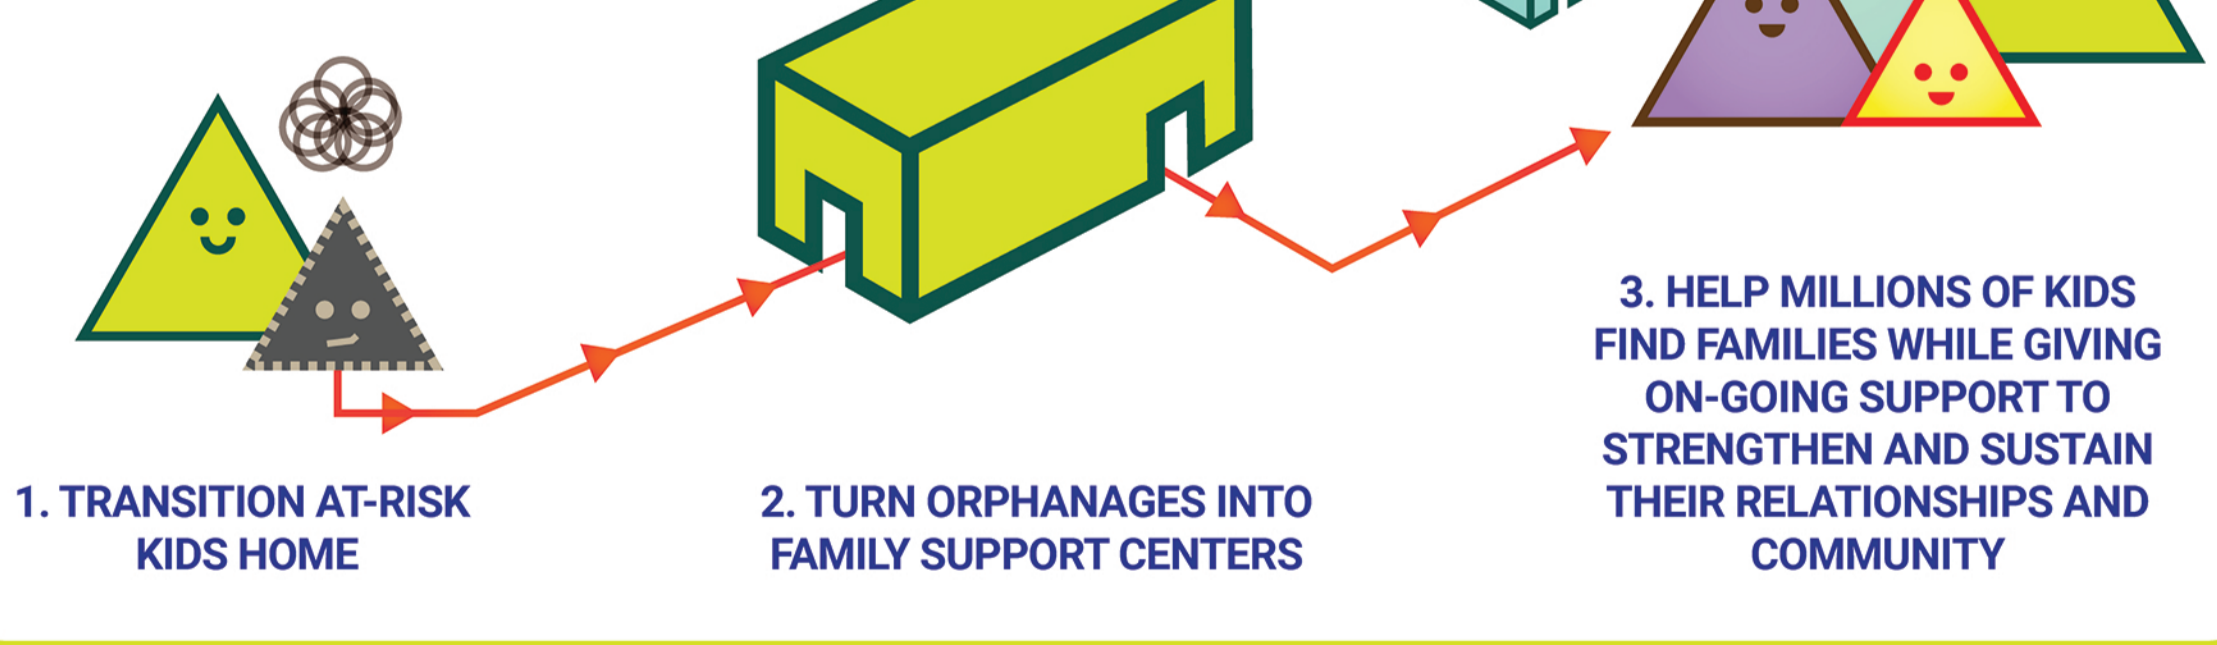 1. TRANSITION AT-RISK
KIDS HOME
2. TURN ORPHANAGES INTO
FAMILY SUPPORT CENTERS
3. HELP MILLIONS OF KIDS
FIND FAMILIES WHILE GIVING
ON-GOING SUPPORT TO
STRENGTHEN AND SUSTAIN
THEIR RELATIONSHIPS AND
COMMUNITY